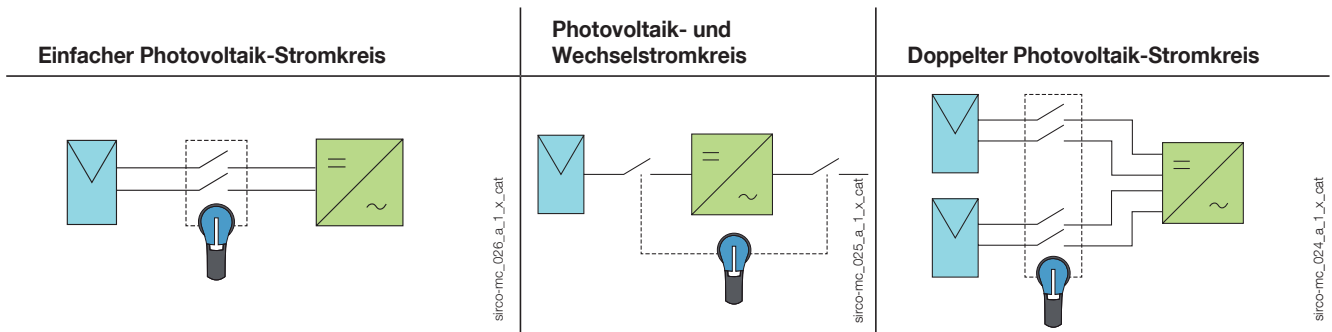 Einfacher Photovoltaik-Stromkreis
sirco-mc_026_a_1_x_cat
Photovoltaik- und
Wechselstromkreis
sirco-mc_025_a_1_x_cat
Doppelter Photovoltaik-Stromkreis
sirco-mc_024_a_1_x_cat